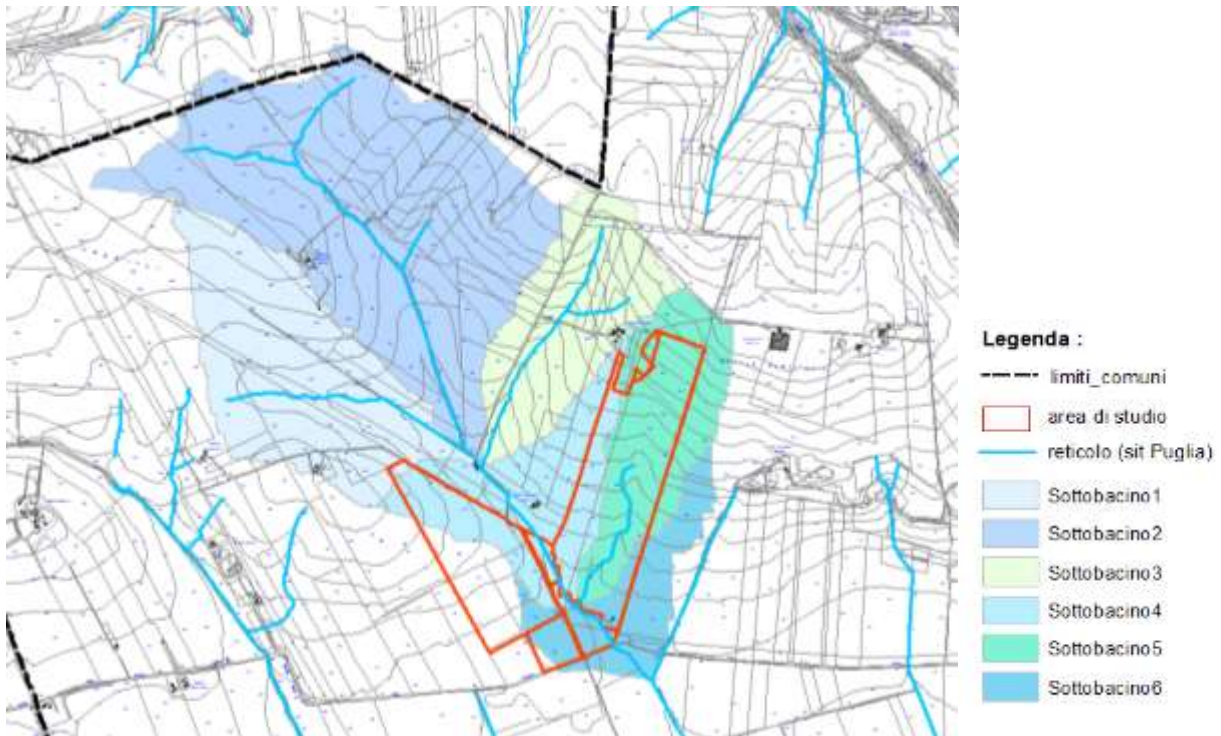 Legenda :
limiti_comuni
area di studio
reticolo (sit Puglia)
Sottobacino1
Sottobacino2
Sottobacino3
Sottobacino4
Sottobacino5
Sottobacino6